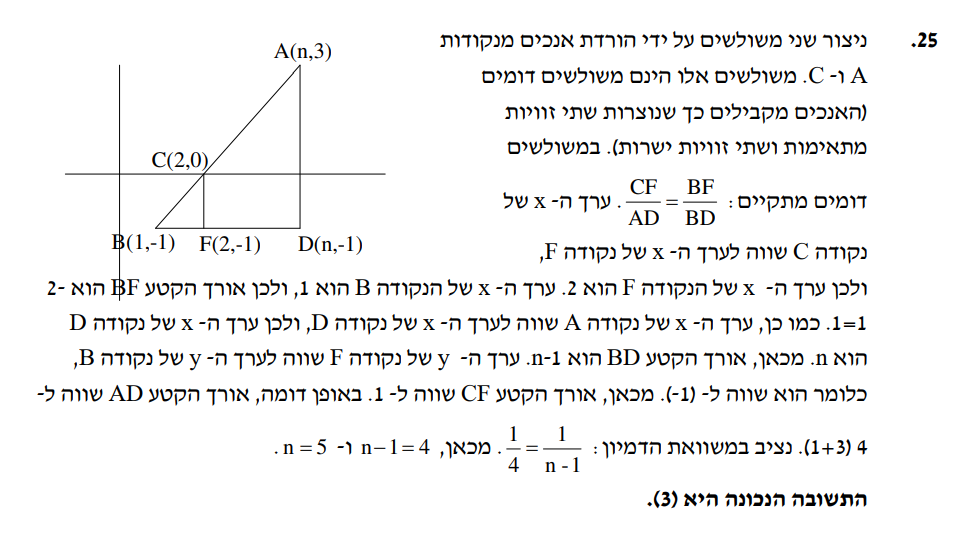 25. ניצור שני משולשים על ידי הורדת אנכים מנקודות
A ו- C. משולשים אלו הינם משולשים דומים
(האנכים מקבילים כך שנוצרות שתי זוויות
מתאימות ושתי זוויות ישרות). במשולשים
דומים מתקיים: CF/AD = BF/BD. ערך ה- x של
נקודה C שווה לערך ה- x של נקודה F,
ולכן ערך ה- x של הנקודה F הוא 2. ערך ה- x של הנקודה B הוא 1, ולכן אורך הקטע BF הוא 2-
1=1. כמו כן, ערך ה- x של נקודה A שווה לערך ה- x של נקודה D, ולכן ערך ה- x של נקודה D
הוא n. מכאן, אורך הקטע BD הוא n-1. ערך ה- y של נקודה F שווה לערך ה- y של נקודה B,
כלומר הוא שווה ל- (1-). מכאן, אורך הקטע CF שווה ל- 1. באופן דומה, אורך הקטע AD שווה ל-
4 (1+3). נציב במשוואת הדמיון: 1/4 = 1/(n-1). מכאן, n-1=4 ו- n=5.
התשובה הנכונה היא (3).
A(n,3)
C(2,0)
B(1,-1) F(2,-1) D(n,-1)